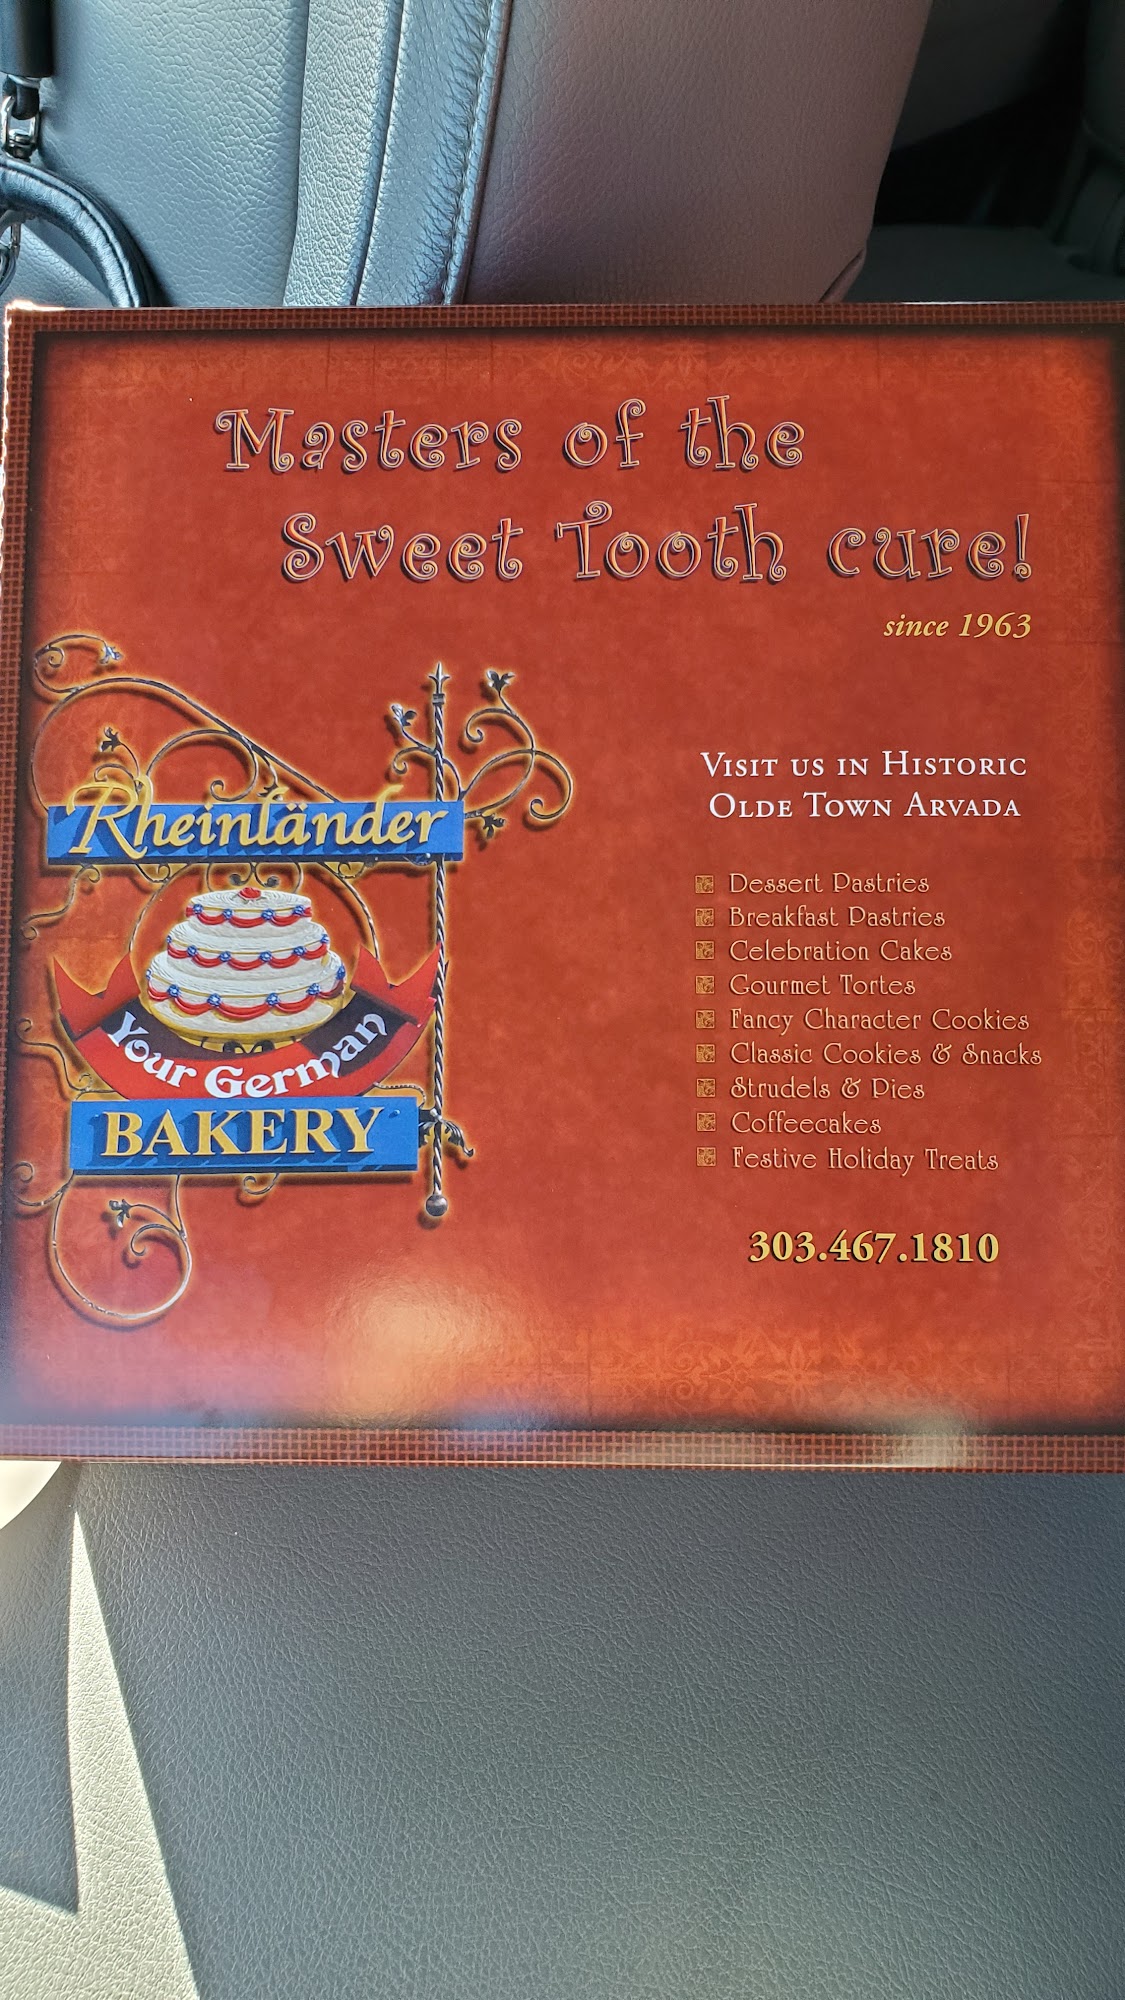 Masters of the
Sweet Tooth cure!
since 1963
Rheinländer
Your German
BAKERY
Visit us in Historic
Olde Town Arvada
Dessert Pastries
Breakfast Pastries
Celebration Cakes
Gourmet Tortes
Fancy Character Cookies
Classic Cookies & Snacks
Strudels & Pies
Coffeecakes
Festive Holiday Treats
303.467.1810